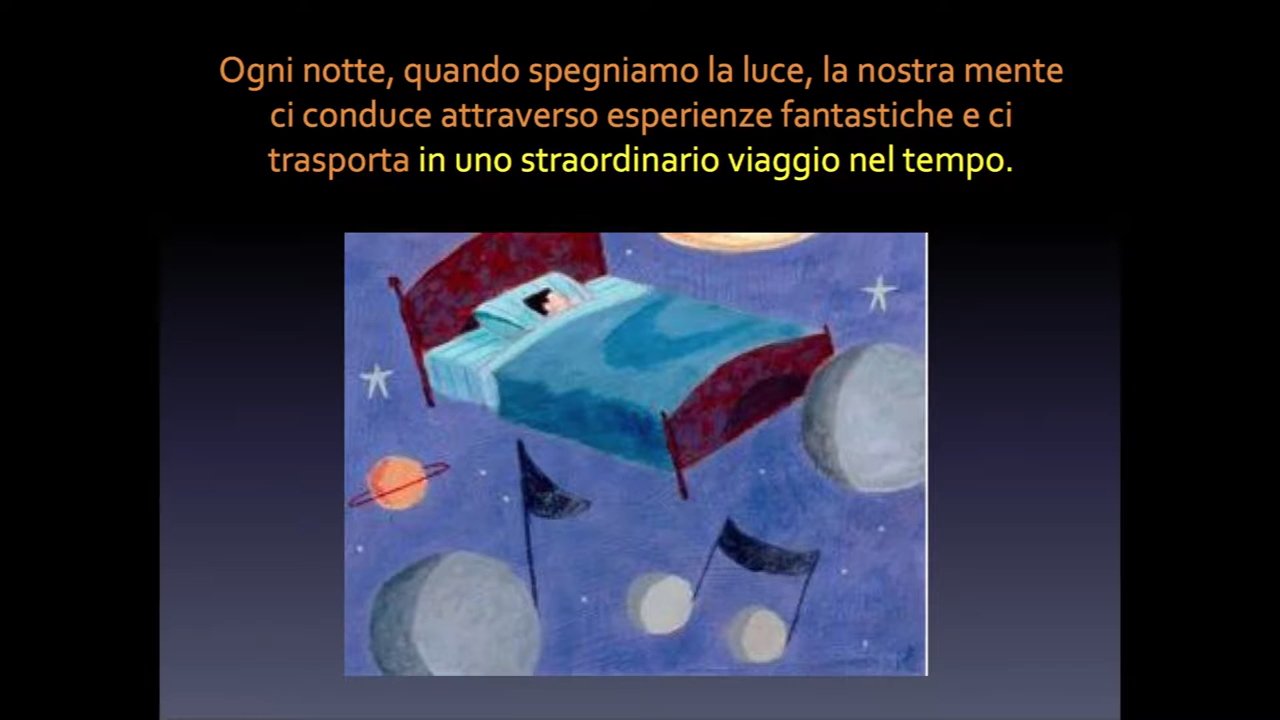 Ogni notte, quando spegniamo la luce, la nostra mente
ci conduce attraverso esperienze fantastiche e ci
trasporta in uno straordinario viaggio nel tempo.